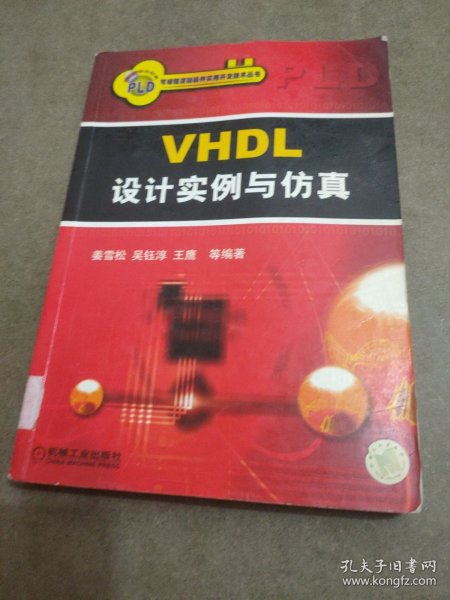 PLD
可编程逻辑器件实用开发技术丛书
PLD
VHDL
设计实例与仿真
姜雪松 吴钰淳 王鹰 等编著
机械工业出版社
CHINA MACHINE PRESS
孔夫子旧书网
www.kongfz.com